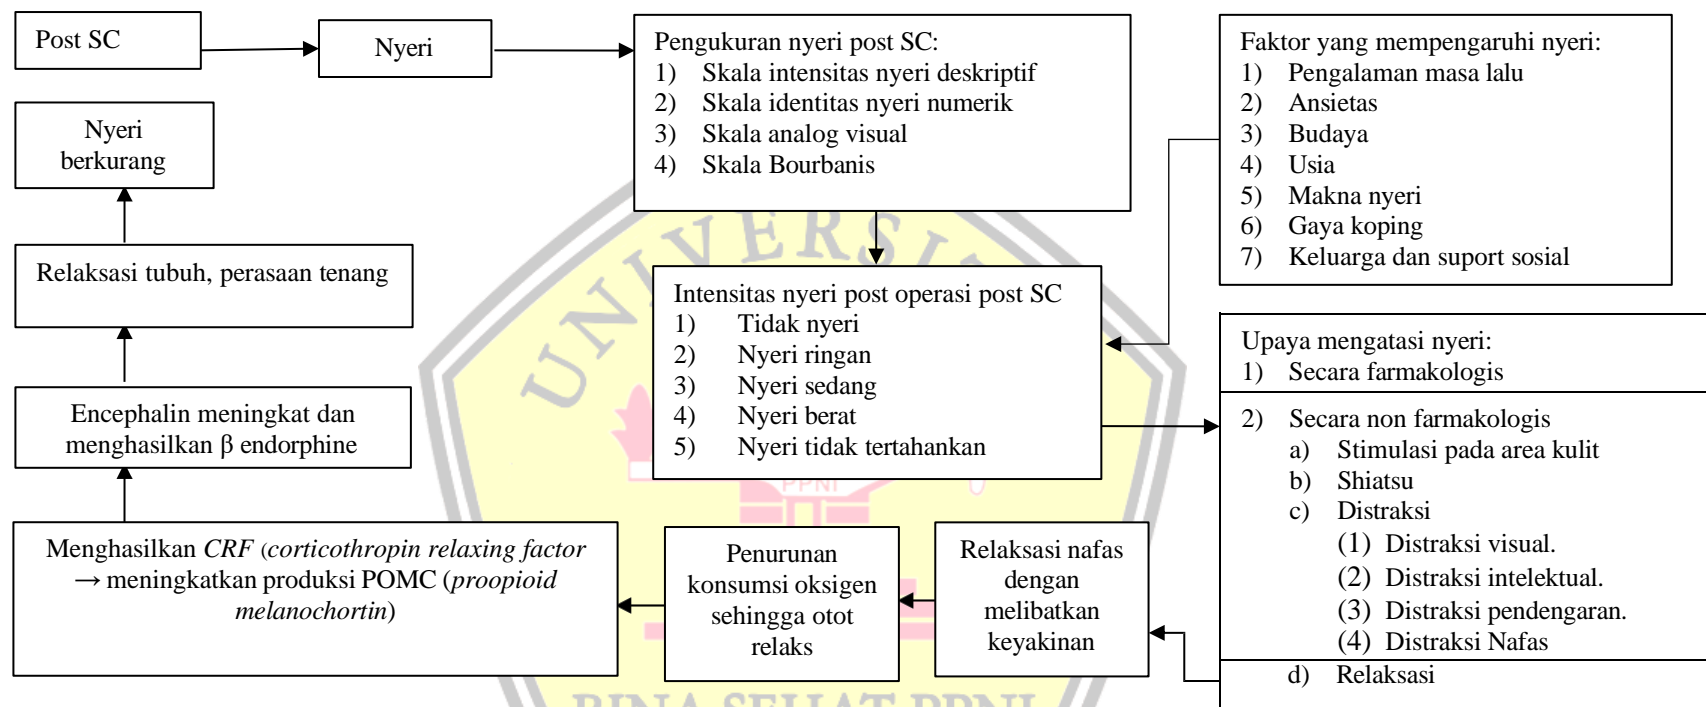 Post SC
Nyeri
Pengukuran nyeri post SC:
1) Skala intensitas nyeri deskriptif
2) Skala identitas nyeri numerik
3) Skala analog visual
4) Skala Bourbanis
Faktor yang mempengaruhi nyeri:
1) Pengalaman masa lalu
2) Ansietas
3) Budaya
4) Usia
5) Makna nyeri
6) Gaya koping
7) Keluarga dan suport sosial
Nyeri
berkurang
Relaksasi tubuh, perasaan tenang
Encephalin meningkat dan
menghasilkan β endorphine
Intensitas nyeri post operasi post SC
1) Tidak nyeri
2) Nyeri ringan
3) Nyeri sedang
4) Nyeri berat
5) Nyeri tidak tertahankan
Upaya mengatasi nyeri:
1) Secara farmakologis
2) Secara non farmakologis
a) Stimulasi pada area kulit
b) Shiatsu
c) Distraksi
(1) Distraksi visual.
(2) Distraksi intelektual.
(3) Distraksi pendengaran.
(4) Distraksi Nafas
d) Relaksasi
Relaksasi nafas
dengan
melibatkan
keyakinan
Penurunan
konsumsi oksigen
sehingga otot
relaks
Menghasilkan CRF (corticothropin relaxing factor
→ meningkatkan produksi POMC (proopioid
melanochortin)
UNIVERSI
PPNI
BINA SEHAT PPNI